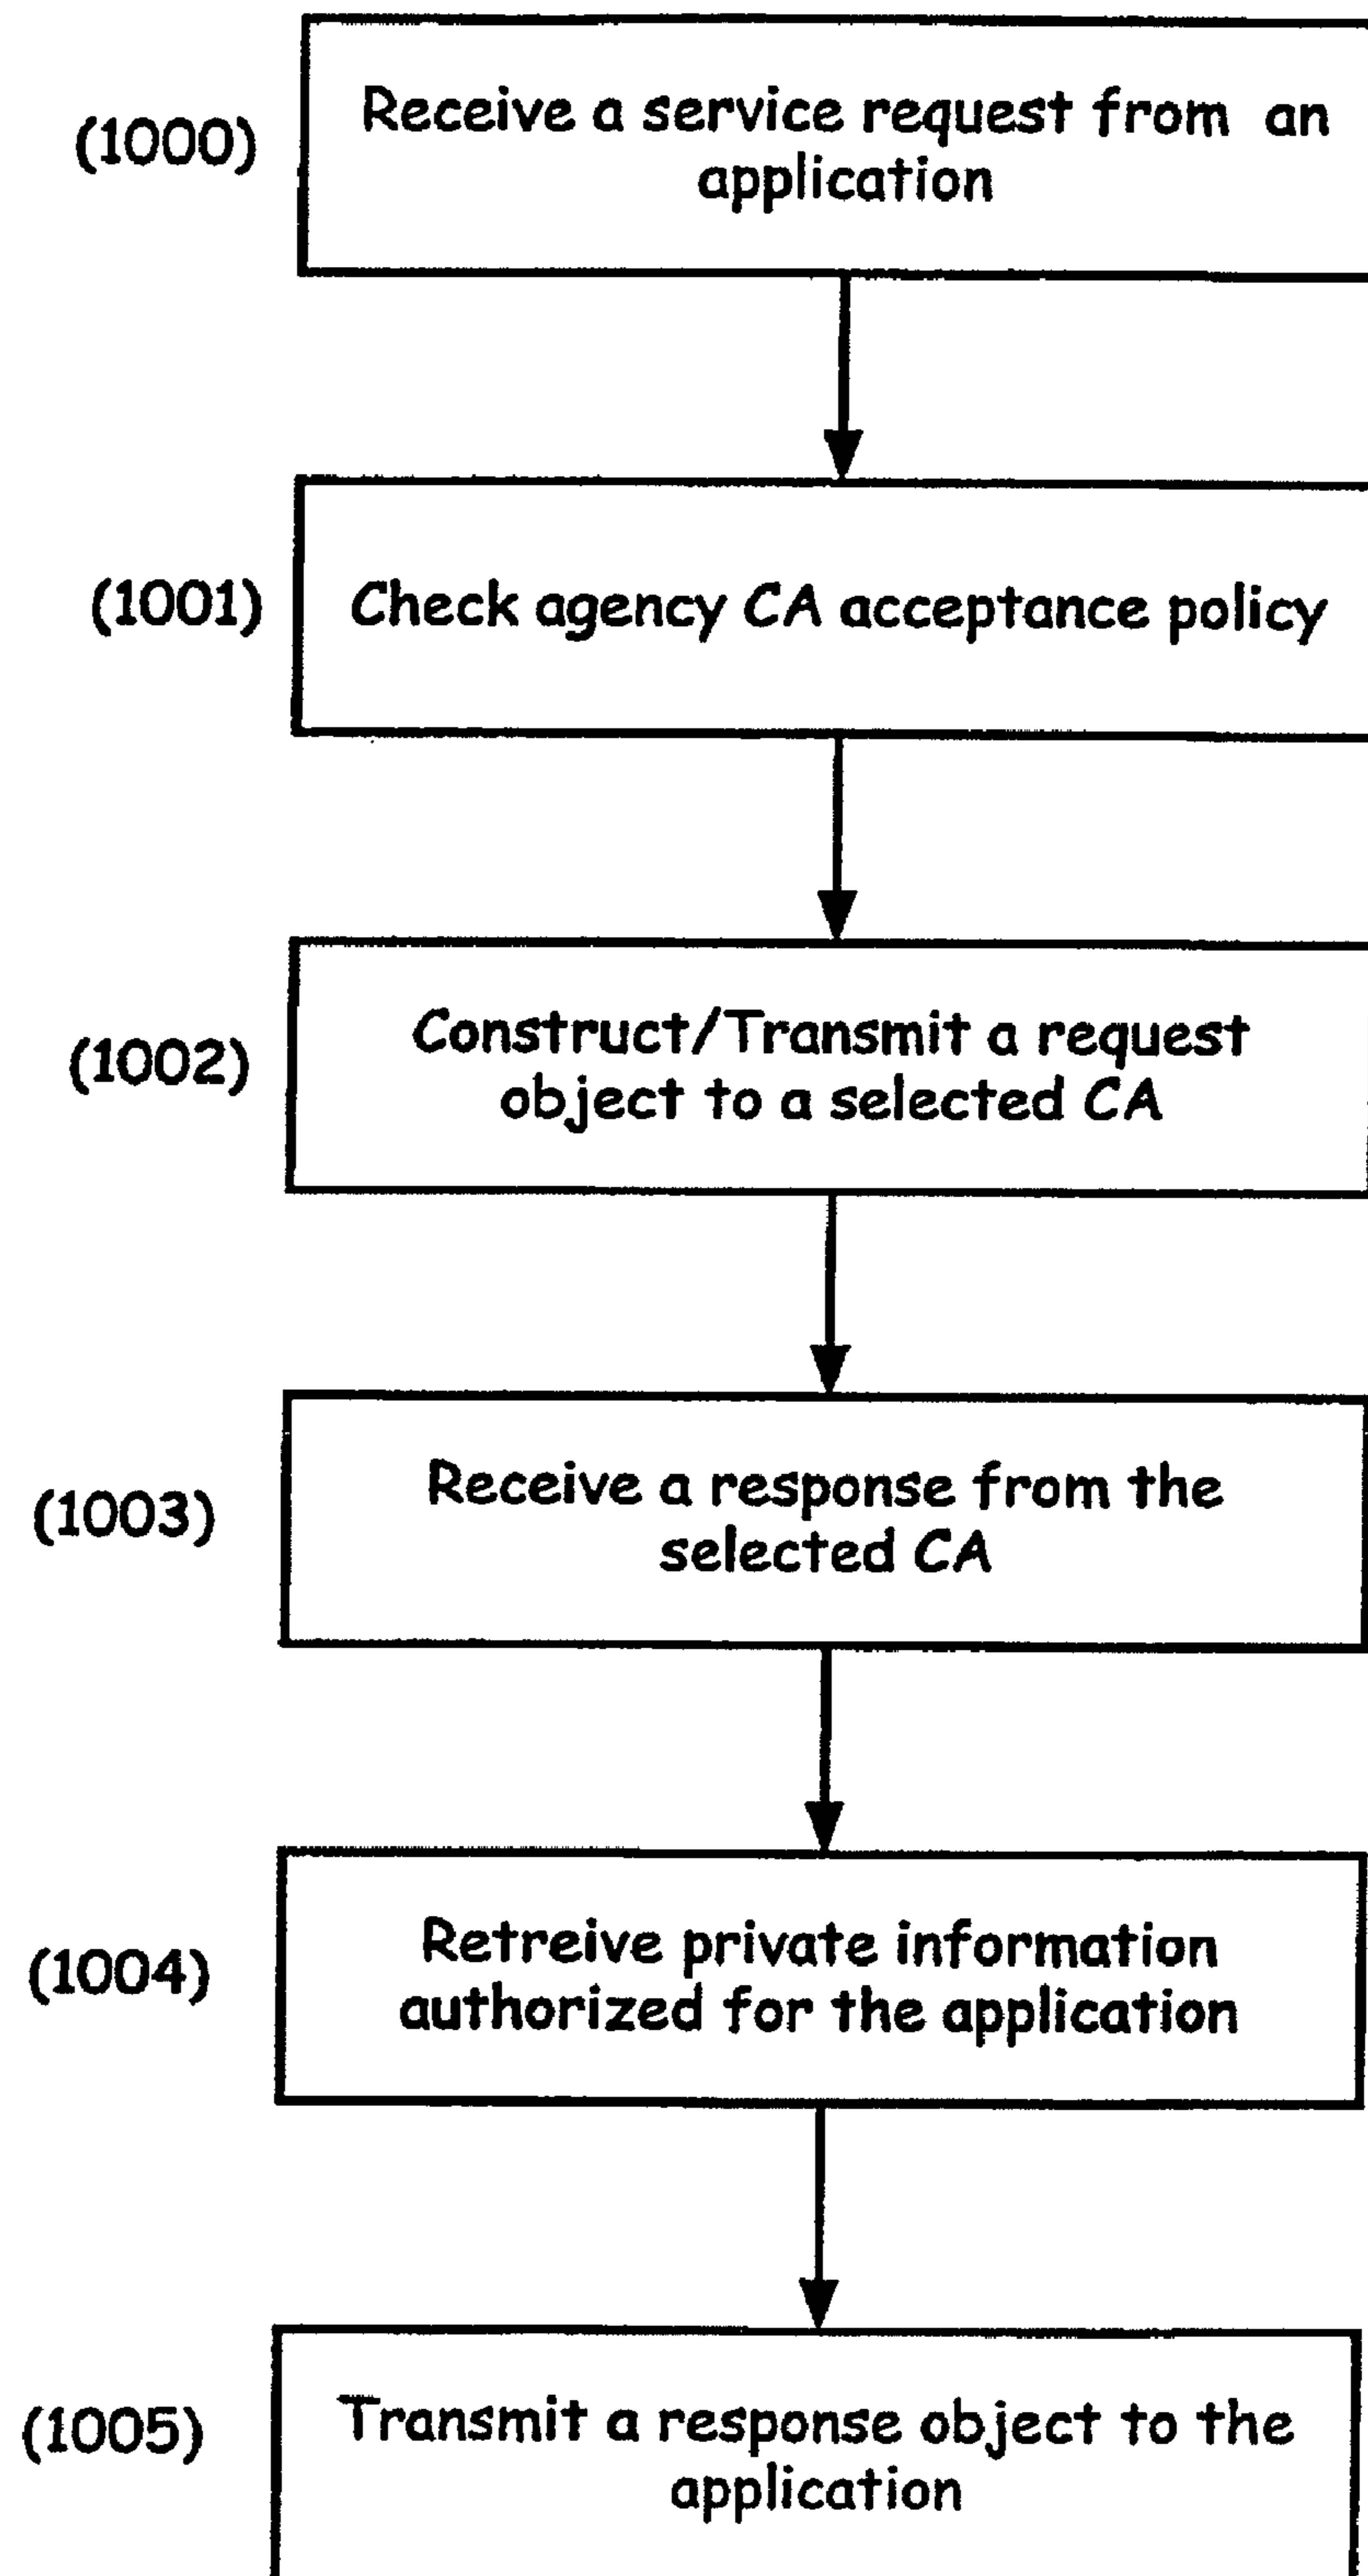 (1000)
Receive a service request from an
application
(1001)
Check agency CA acceptance policy
(1002)
Construct/Transmit a request
object to a selected CA
(1003)
Receive a response from the
selected CA
(1004)
Retreive private information
authorized for the application
(1005)
Transmit a response object to the
application